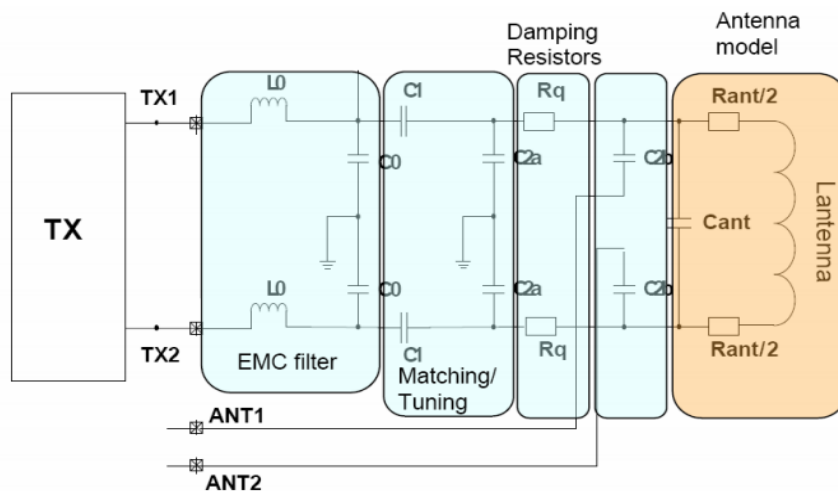 Damping
Resistors
Antenna
model
TX1
L0
C1
Rq
Rant/2
C0
C2a
C2b
TX
Cant
Lantenna
L0
C0
C2a
C2b
TX2
C1
Rq
Rant/2
EMC filter
Matching/
Tuning
ANT1
ANT2